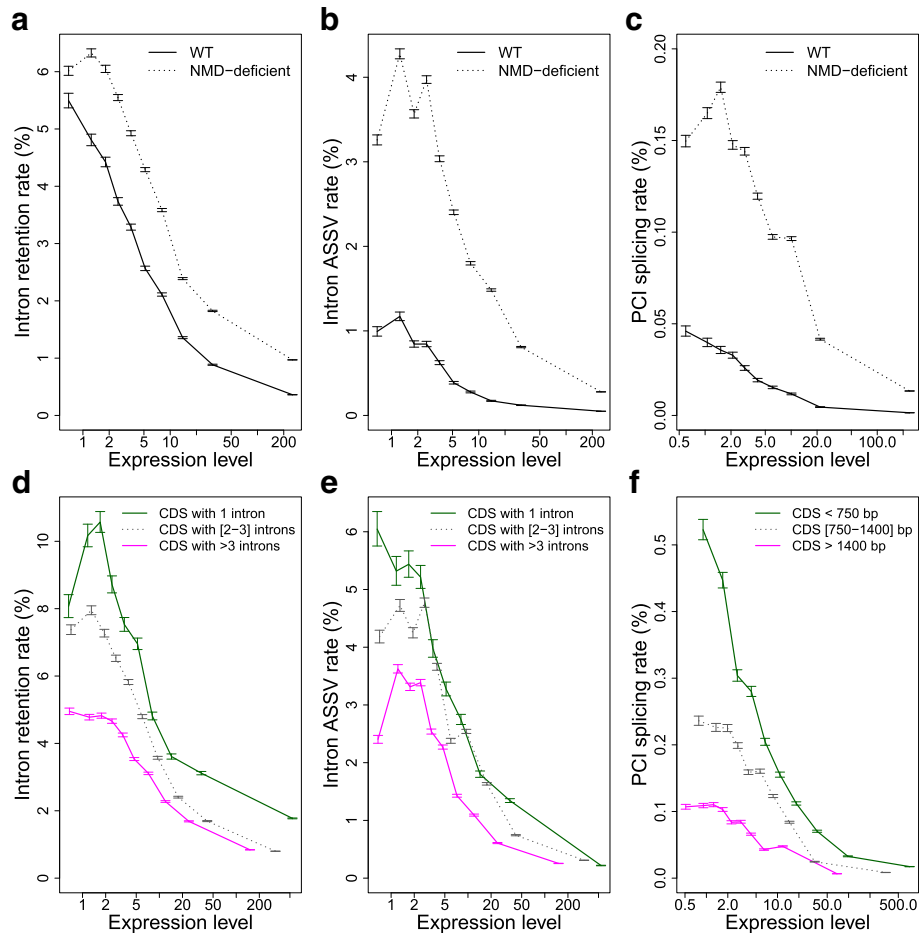 a
WT
NMD−deficient
Intron retention rate (%)
0 1 2 3 4 5 6
1 2 5 10 50 200
Expression level
b
WT
NMD−deficient
Intron ASSV rate (%)
0 1 2 3 4
1 2 5 10 50 200
Expression level
c
WT
NMD−deficient
PCI splicing rate (%)
0.00 0.05 0.10 0.15 0.20
0.5 2.0 5.0 20.0 100.0
Expression level
d
CDS with 1 intron
CDS with [2−3] introns
CDS with >3 introns
Intron retention rate (%)
0 2 4 6 8 10
1 2 5 10 50 200
Expression level
e
CDS with 1 intron
CDS with [2−3] introns
CDS with >3 introns
Intron ASSV rate (%)
0 1 2 3 4 5 6
1 2 5 10 50 200
Expression level
f
CDS < 750 bp
CDS [750−1400] bp
CDS > 1400 bp
PCI splicing rate (%)
0.0 0.1 0.2 0.3 0.4 0.5
0.5 2.0 10.0 50.0 500.0
Expression level